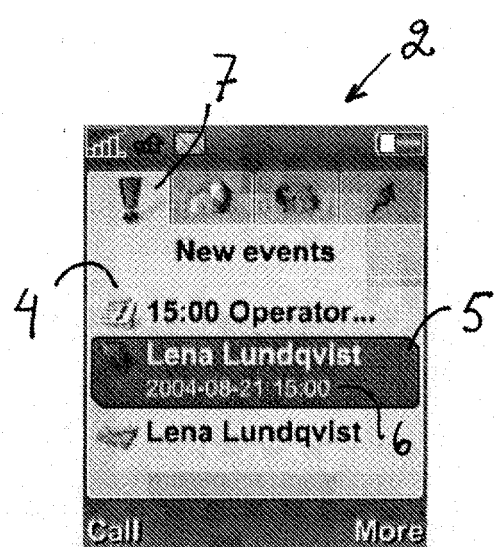 2
7
New events
4
15:00 Operator...
5
Lena Lundqvist
2004-08-21 15:00
6
Lena Lundqvist
Call More